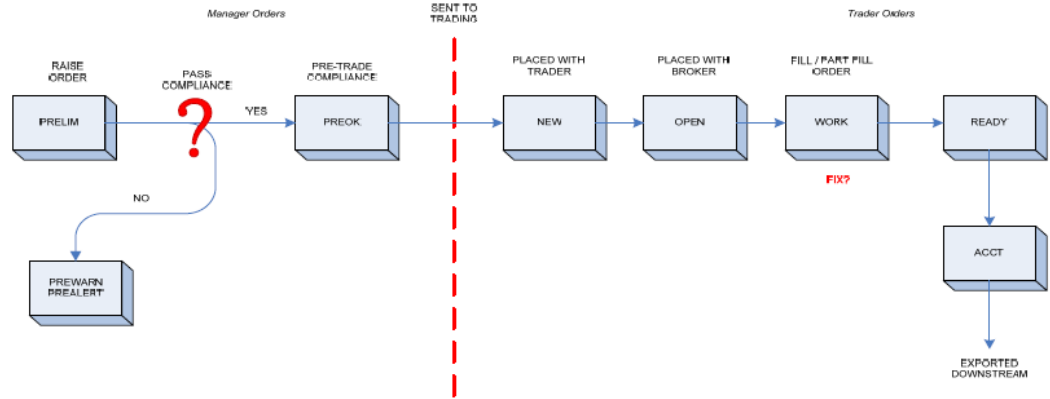 Manager Orders
SENT TO
TRADING
Trader Orders
RAISE
ORDER
PASS
COMPLIANCE
PRE-TRADE
COMPLIANCE
PLACED WITH
TRADER
PLACED WITH
BROKER
FILL / PART FILL
ORDER
PRELIM
?
YES
PREOK
NEW
OPEN
WORK
READY
FIX?
NO
ACCT
PREWARN
PREALERT
EXPORTED
DOWNSTREAM